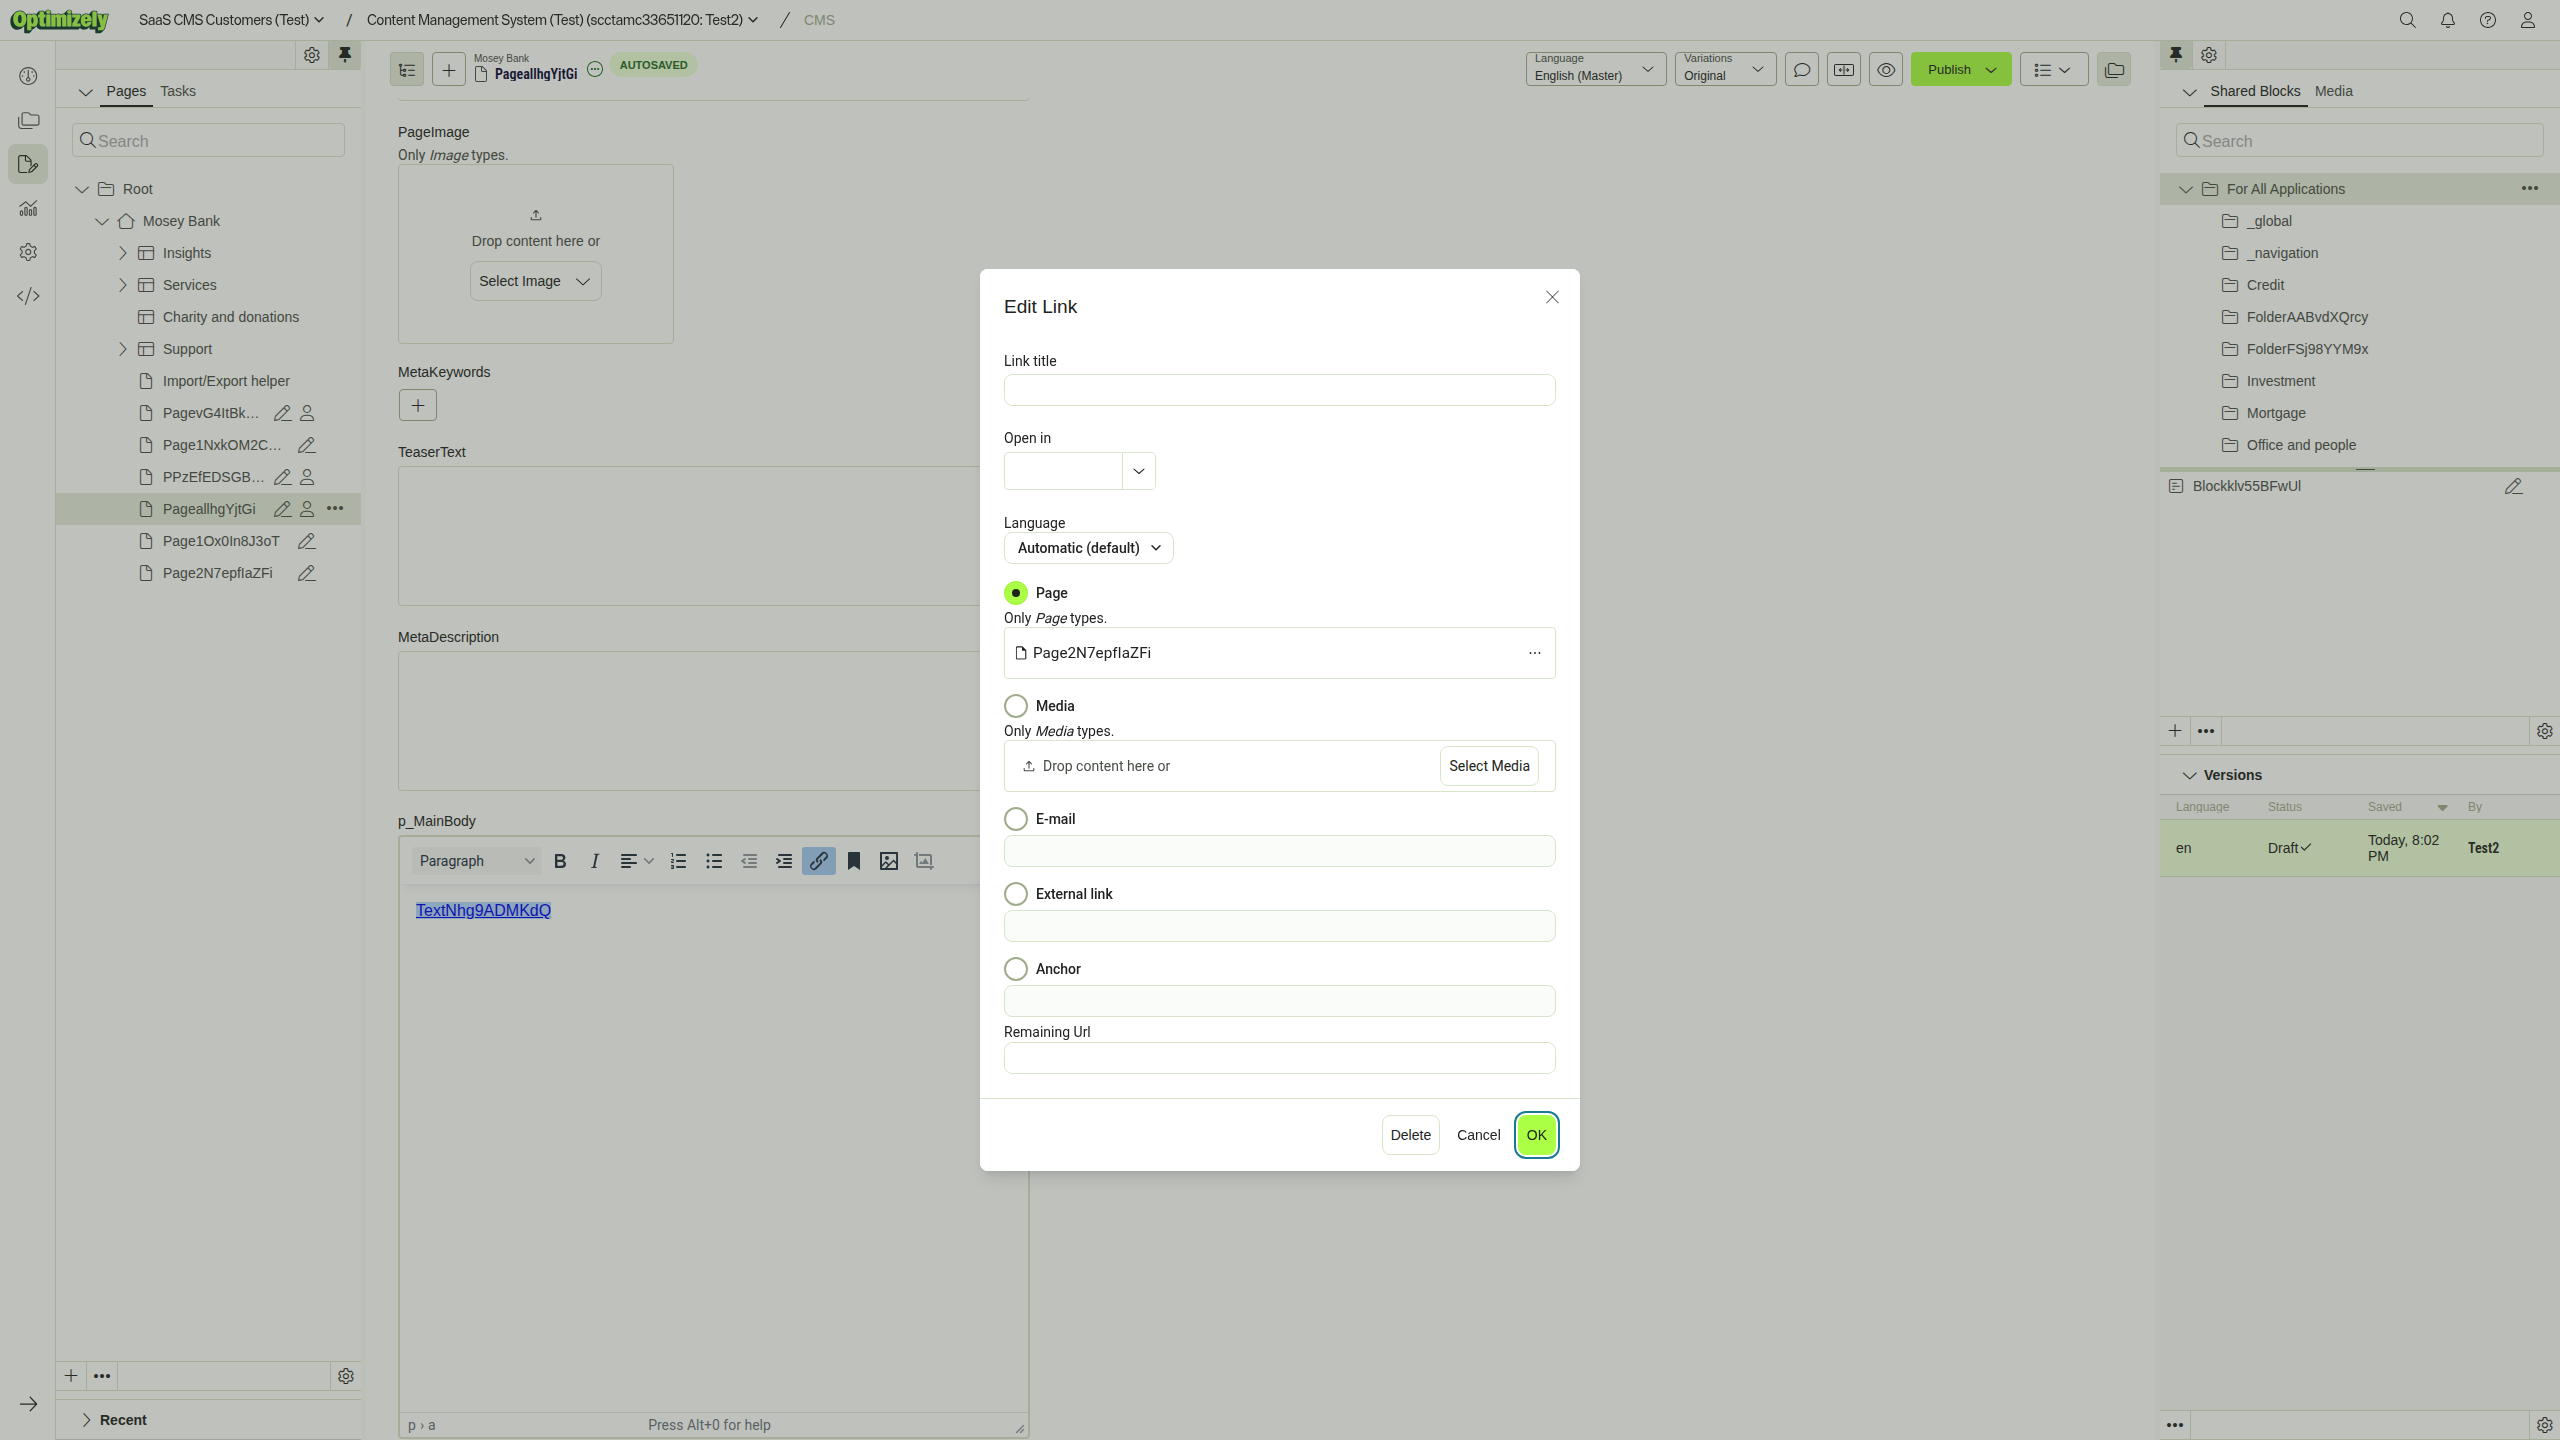 Optimizely
SaaS CMS Customers (Test) / Content Management System (Test) (scctamc33651120: Test2) / CMS
Pages Tasks
Search
Root
Mosey Bank
Insights
Services
Charity and donations
Support
Import/Export helper
PagevG4ItBk...
Page1NxkOM2C...
PPzEfEDSGB...
PageallhgYjtGi
Page1Ox0In8J3oT
Page2N7epfIaZFi
Recent
Mosey Bank
PageallhgYjtGi
AUTOSAVED
Language
English (Master)
Variations
Original
Publish
PageImage
Only Image types.
Drop content here or
Select Image
MetaKeywords
TeaserText
MetaDescription
p_MainBody
Paragraph
TextNhg9ADMKdQ
p › a
Press Alt+0 for help
Edit Link
Link title
Open in
Language
Automatic (default)
Page
Only Page types.
Page2N7epfIaZFi
Media
Only Media types.
Drop content here or
Select Media
E-mail
External link
Anchor
Remaining Url
Delete
Cancel
OK
Shared Blocks Media
Search
For All Applications
_global
_navigation
Credit
FolderAABvdXQrcy
FolderFSj98YYM9x
Investment
Mortgage
Office and people
Blockklv55BFwUl
Versions
Language Status Saved By
en Draft Today, 8:02 PM Test2